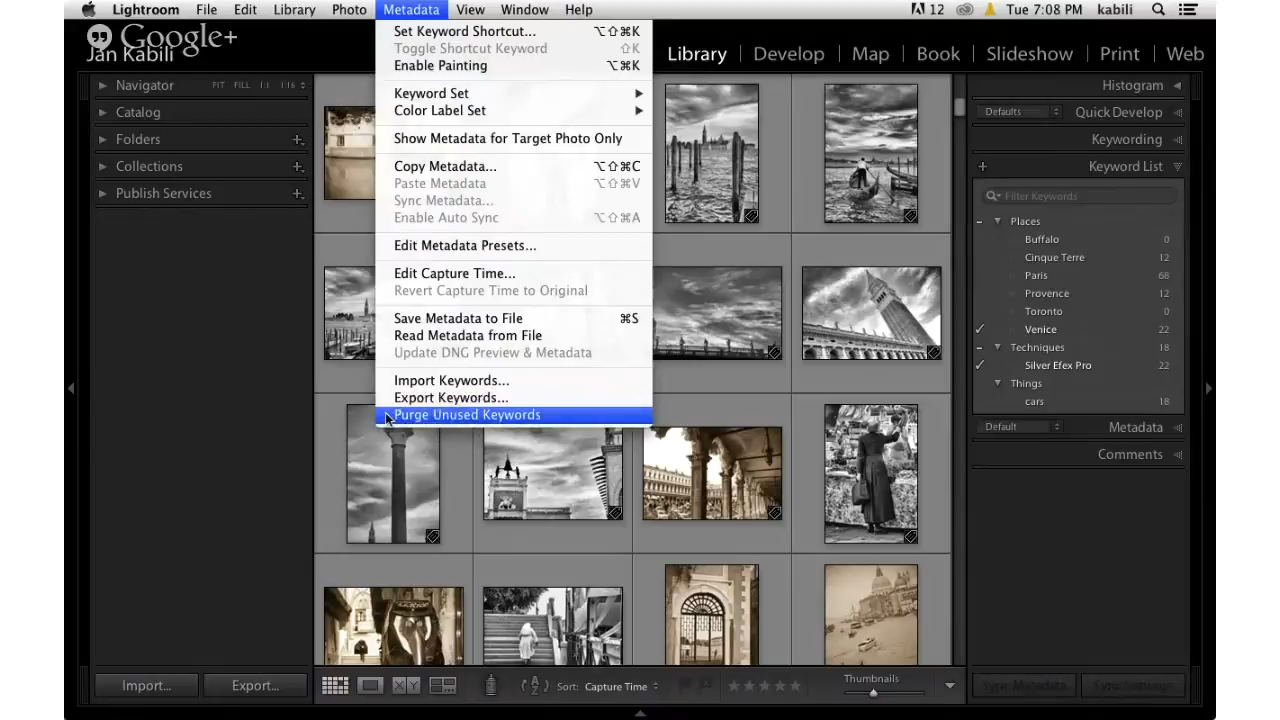 Lightroom File Edit Library Photo Metadata View Window Help 12 Tue 7:08 PM kabili
Google+
Jan Kabili
Library | Develop | Map | Book | Slideshow | Print | Web
Navigator FIT FILL 1:1 1:16
Catalog
Folders
Collections
Publish Services
Set Keyword Shortcut... ⌥⇧⌘K
Toggle Shortcut Keyword ⇧K
Enable Painting ⌥⌘K
Keyword Set
Color Label Set
Show Metadata for Target Photo Only
Copy Metadata... ⌥⇧⌘C
Paste Metadata ⌥⇧⌘V
Sync Metadata...
Enable Auto Sync ⌥⇧⌘A
Edit Metadata Presets...
Edit Capture Time...
Revert Capture Time to Original
Save Metadata to File ⌘S
Read Metadata from File
Update DNG Preview & Metadata
Import Keywords...
Export Keywords...
Purge Unused Keywords
Histogram
Defaults Quick Develop
Keywording
Keyword List
Filter Keywords
Places
Buffalo 0
Cinque Terre 12
Paris 68
Provence 12
Toronto 0
Venice 22
Techniques 18
Silver Efex Pro 22
Things
cars 18
Default Metadata
Comments
Import... Export...
XY
Sort: Capture Time
Thumbnails